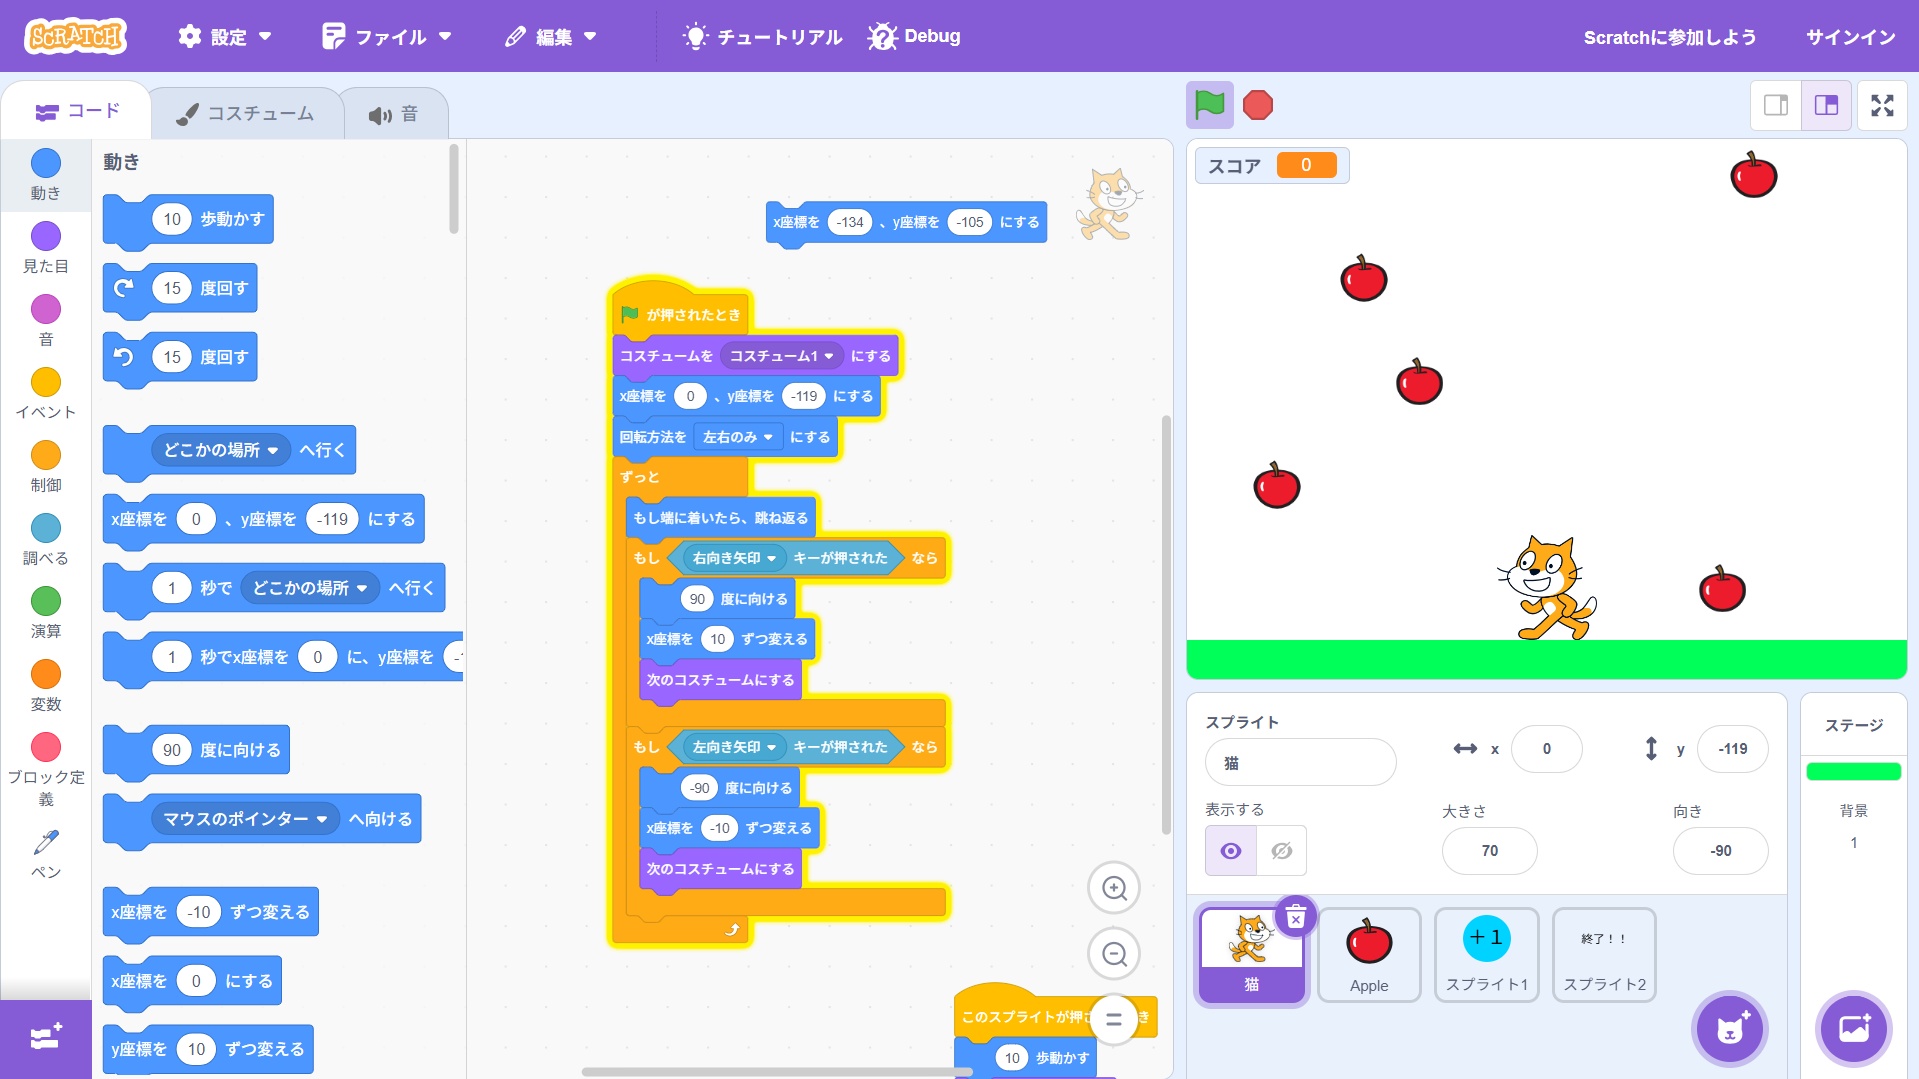 SCRATCH
設定
ファイル
編集
チュートリアル
Debug
Scratchに参加しよう
サインイン
コード
コスチューム
音
動き
見た目
音
イベント
制御
調べる
演算
変数
ブロック定
義
ペン
動き
10 歩動かす
15 度回す
15 度回す
どこかの場所 へ行く
x座標を 0 、y座標を -119 にする
1 秒で どこかの場所 へ行く
1 秒でx座標を 0 に、y座標を
90 度に向ける
マウスのポインター へ向ける
x座標を -10 ずつ変える
x座標を 0 にする
y座標を 10 ずつ変える
x座標を -134 、y座標を -105 にする
が押されたとき
コスチュームを コスチューム1 にする
x座標を 0 、y座標を -119 にする
回転方法を 左右のみ にする
ずっと
もし端に着いたら、跳ね返る
もし 右向き矢印 キーが押された なら
90 度に向ける
x座標を 10 ずつ変える
次のコスチュームにする
もし 左向き矢印 キーが押された なら
-90 度に向ける
x座標を -10 ずつ変える
次のコスチュームにする
このスプライトが押さ き
10 歩動かす
スコア 0
スプライト
猫
x 0
y -119
表示する
大きさ
70
向き
-90
猫
Apple
+1
スプライト1
終了！！
スプライト2
ステージ
背景
1